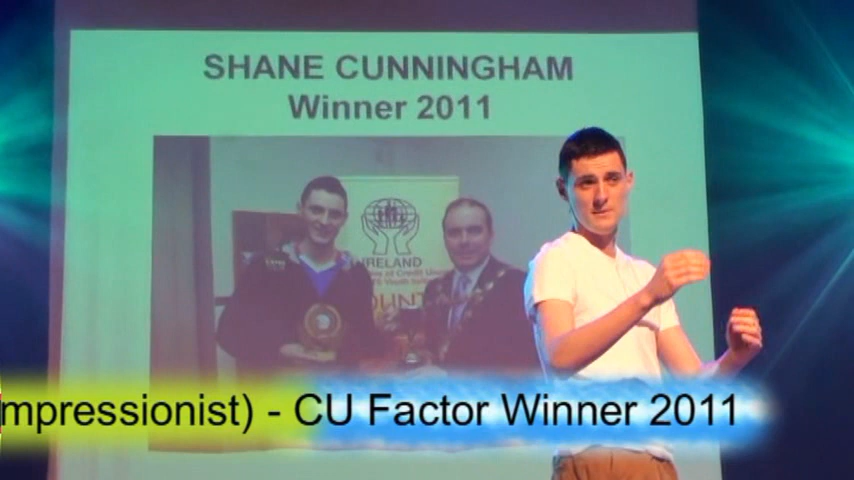 SHANE CUNNINGHAM
Winner 2011
IRELAND
mpressionist) - CU Factor Winner 2011